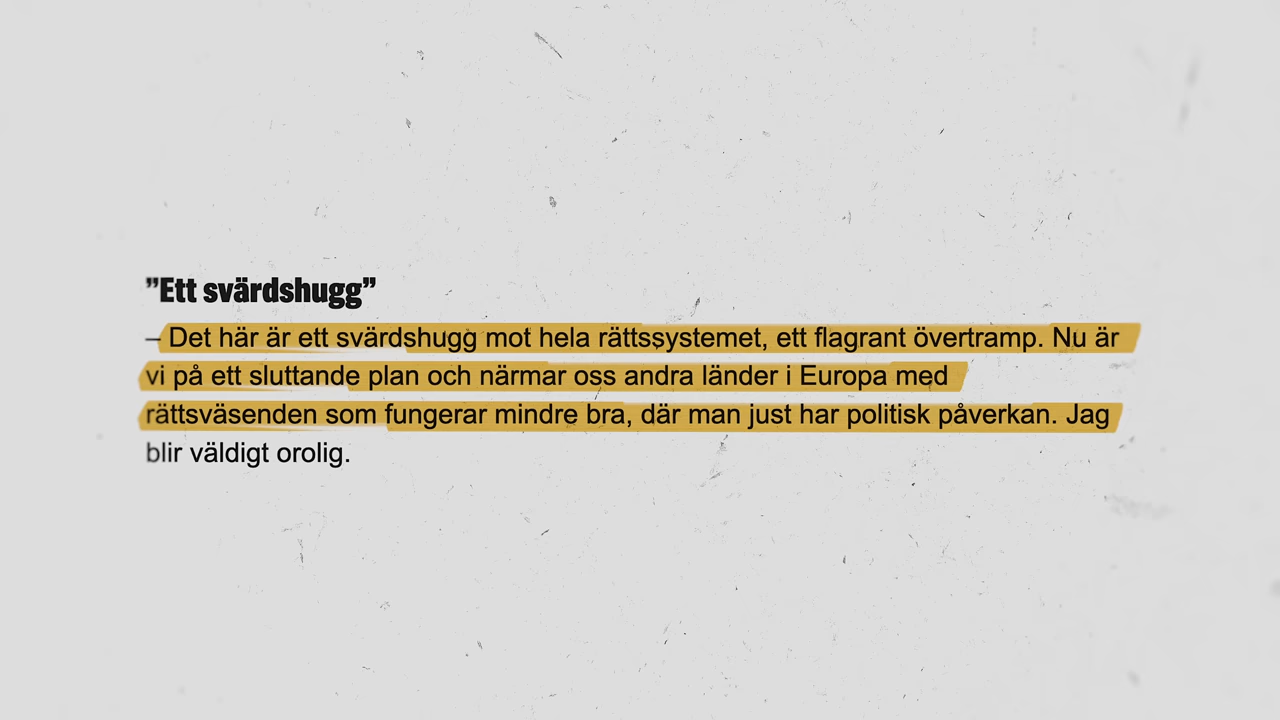 ”Ett svärdshugg”
– Det här är ett svärdshugg mot hela rättssystemet, ett flagrant övertramp. Nu är
vi på ett sluttande plan och närmar oss andra länder i Europa med
rättsväsenden som fungerar mindre bra, där man just har politisk påverkan. Jag
blir väldigt orolig.